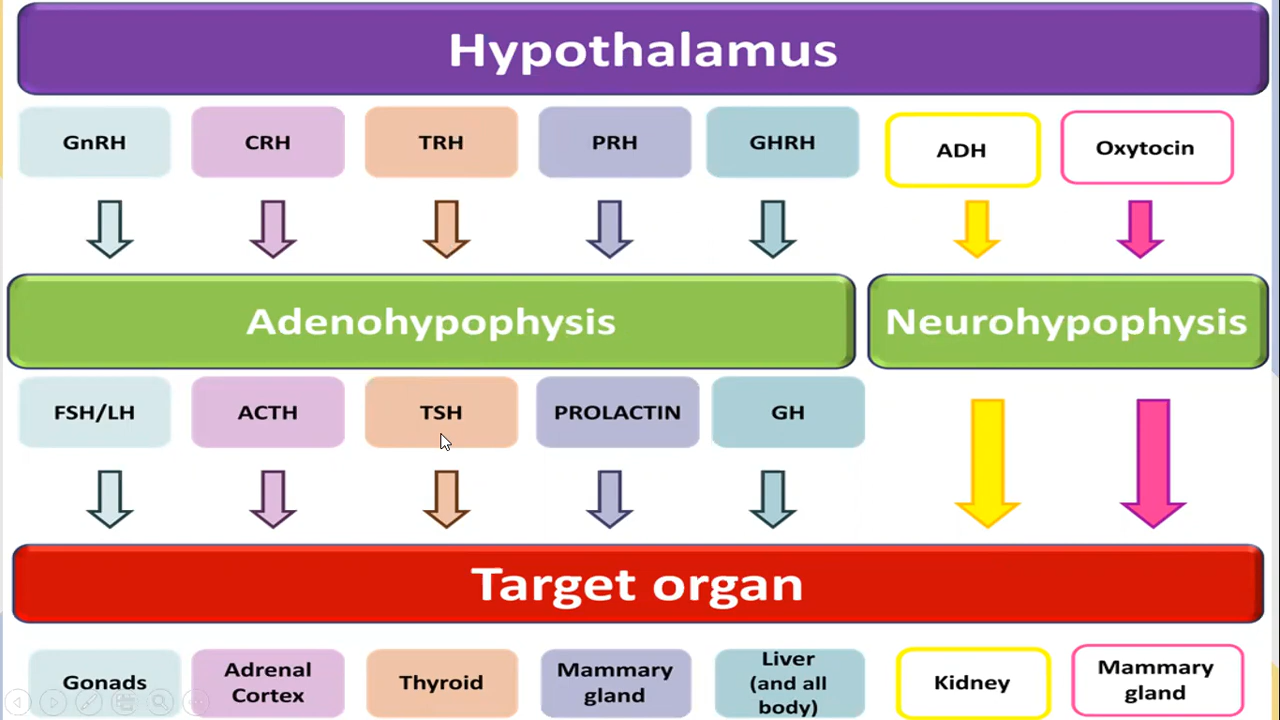 Hypothalamus
GnRH
CRH
TRH
PRH
GHRH
ADH
Oxytocin
Adenohypophysis
Neurohypophysis
FSH/LH
ACTH
TSH
PROLACTIN
GH
Target organ
Gonads
Adrenal
Cortex
Thyroid
Mammary
gland
Liver
(and all
body)
Kidney
Mammary
gland